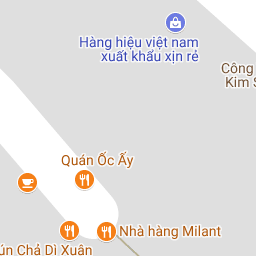 Hàng hiệu việt nam
xuất khẩu xịn rẻ
Công
Kim S
Quán Ốc Ấy
Nhà hàng Milant
ún Chả Dì Xuân